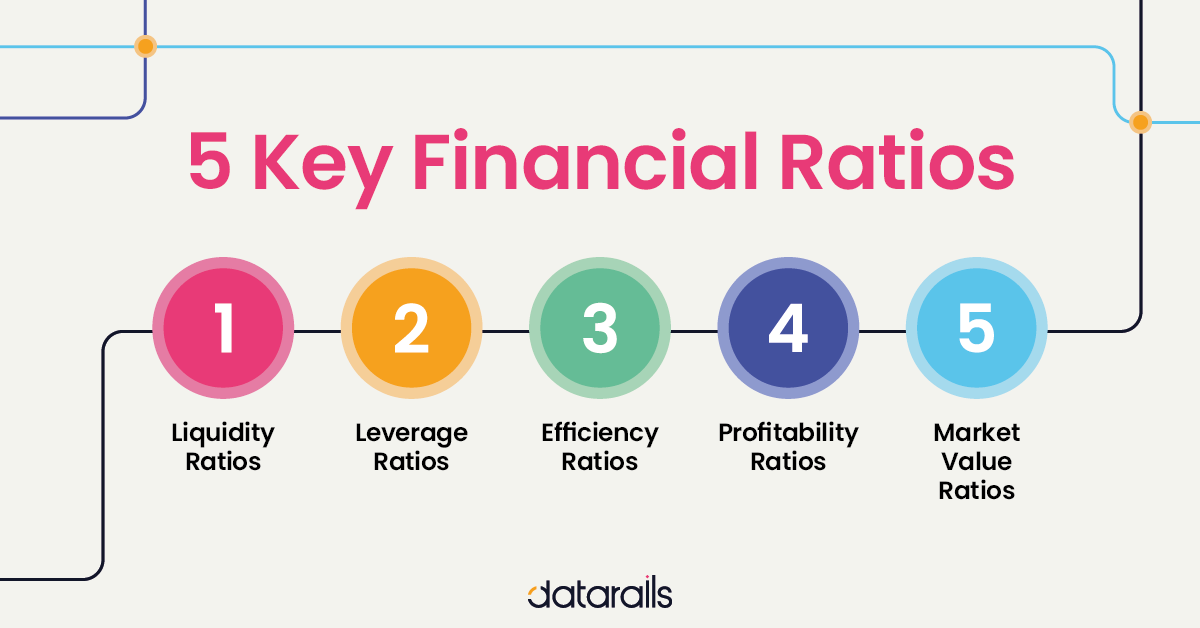 5 Key Financial Ratios
1
2
3
4
5
Liquidity
Ratios
Leverage
Ratios
Efficiency
Ratios
Profitability
Ratios
Market
Value
Ratios
datarails